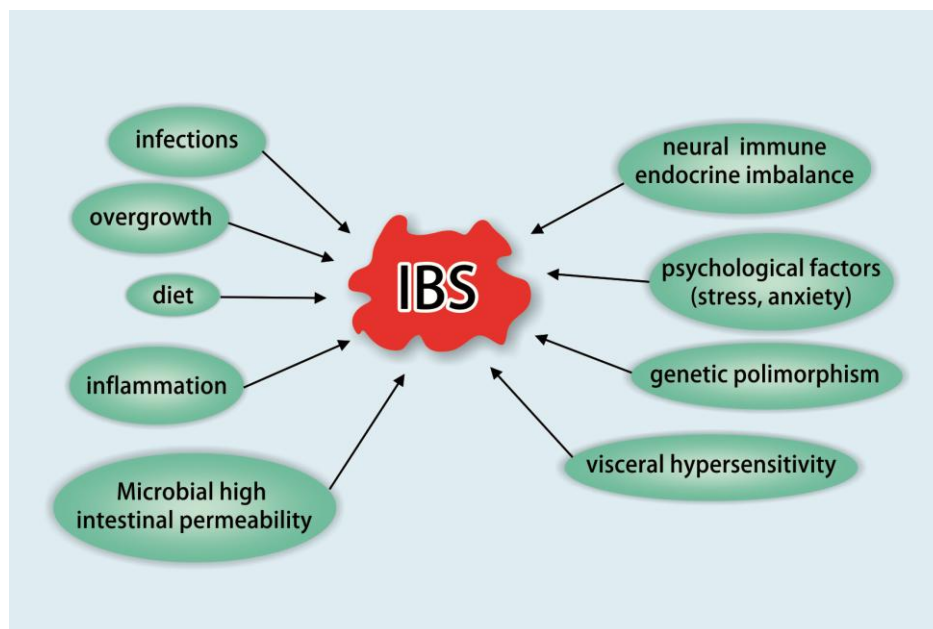 infections
overgrowth
diet
inflammation
Microbial high
intestinal permeability
IBS
neural immune
endocrine imbalance
psychological factors
(stress, anxiety)
genetic polimorphism
visceral hypersensitivity